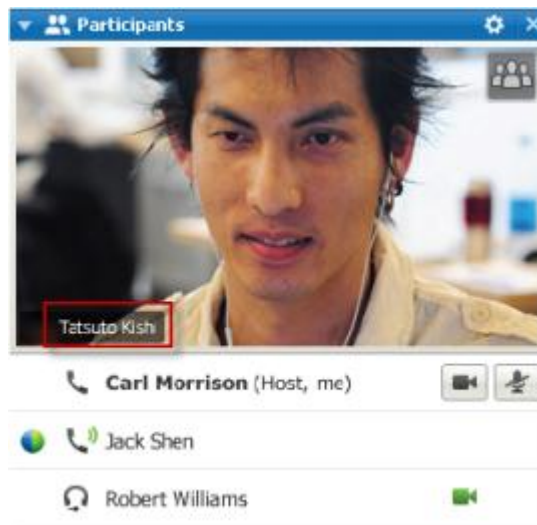 Participants
Tatsuto Kish
Carl Morrison (Host, me)
Jack Shen
Robert Williams